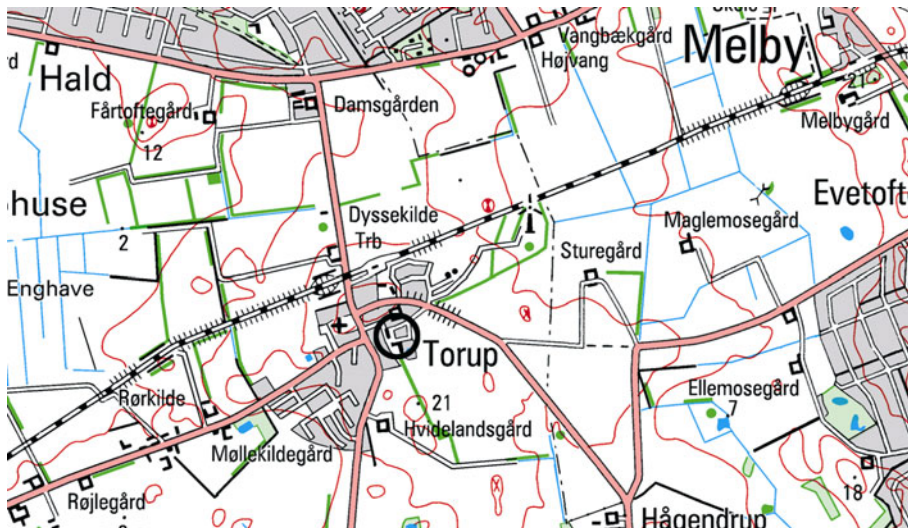 Hald
Vangbækgård
Højvang
Melby
21
Damsgården
Fårtoftegård
12
Melbygård
huse
Dyssekilde
Trb
2
Evetoft
Maglemosegård
Sturegård
Enghave
Torup
Rørkilde
21
Ellemosegård
7
Hvidelandsgård
Møllekildegård
Røjlegård
18
Hågendrup